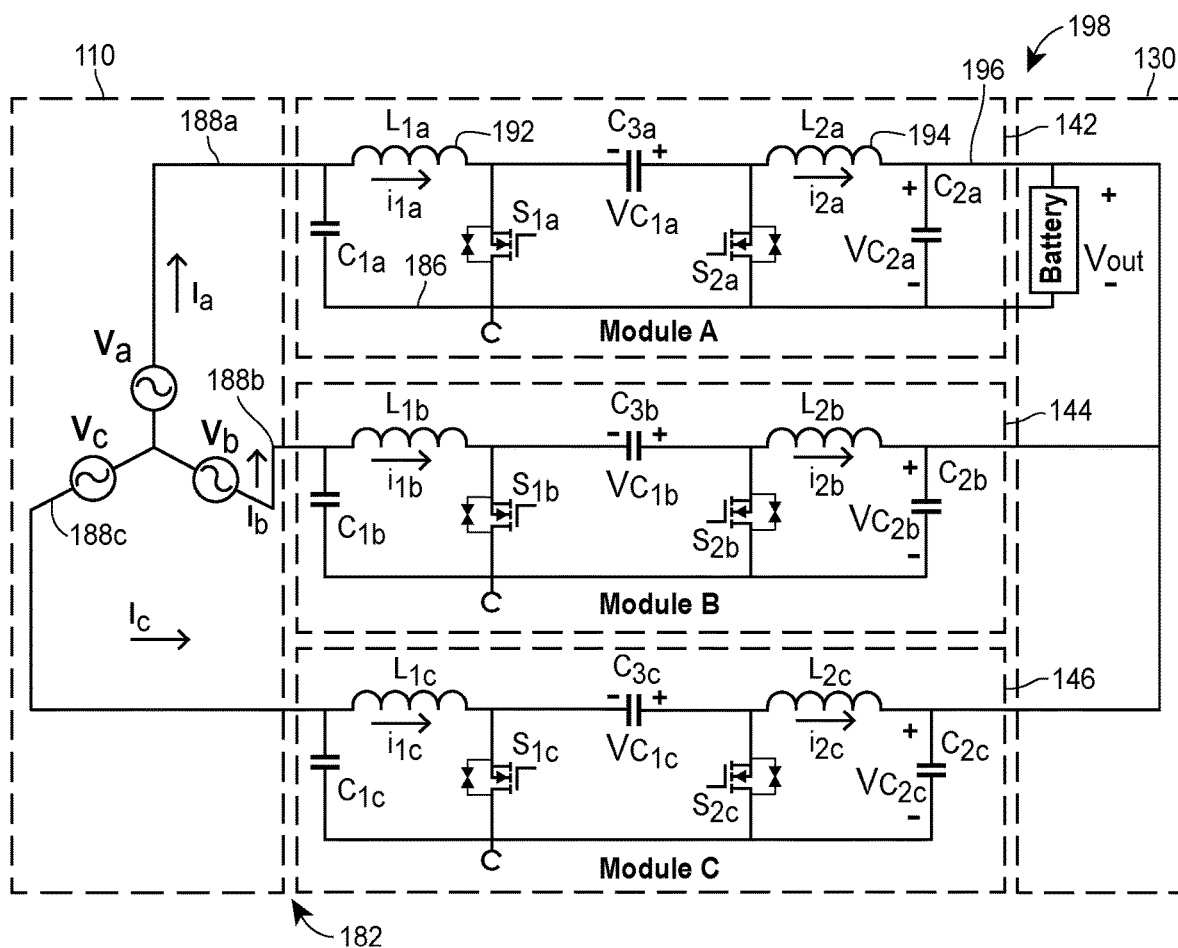 110
198
130
188a
L1a
192
C3a
L2a
194
196
142
- +
i1a
S1a
VC1a
i2a
+ C2a
+
C1a
S2a
VC2a
Battery
Vout
186
-
-
Ia
C
Module A
Va
188b
L1b
C3b
L2b
144
Vc
Vb
- +
i1b
S1b
VC1b
i2b
+ C2b
188c
Ib
C1b
S2b
VC2b
-
C
Module B
Ic
L1c
C3c
L2c
146
- +
i1c
S1c
VC1c
i2c
+ C2c
C1c
S2c
VC2c
-
C
Module C
182